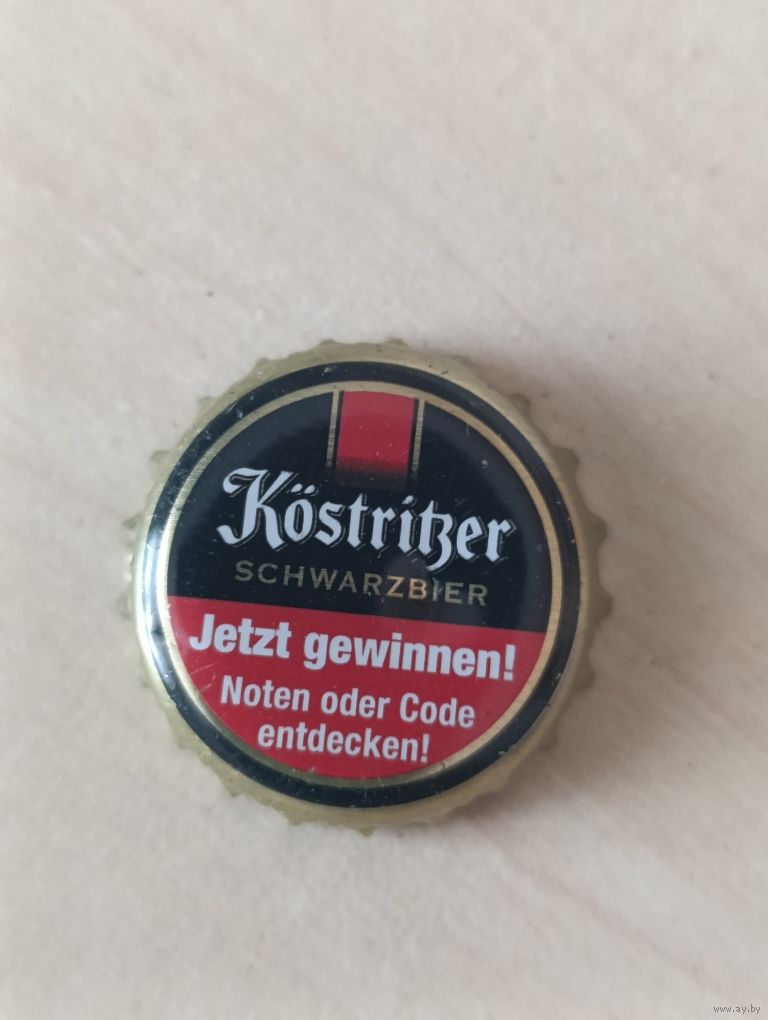 Köstritzer
SCHWARZBIER
Jetzt gewinnen!
Noten oder Code
entdecken!
www.ay.by